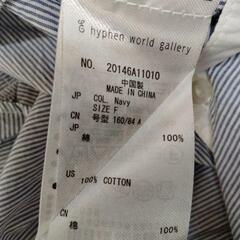 hyphen world gallery
NO. 20146A11010
中国製
MADE IN CHINA
JP COL. Navy
SIZE F
CN 号型 160/84 A
JP
綿 100%
US
100% COTTON
CN
棉 100%